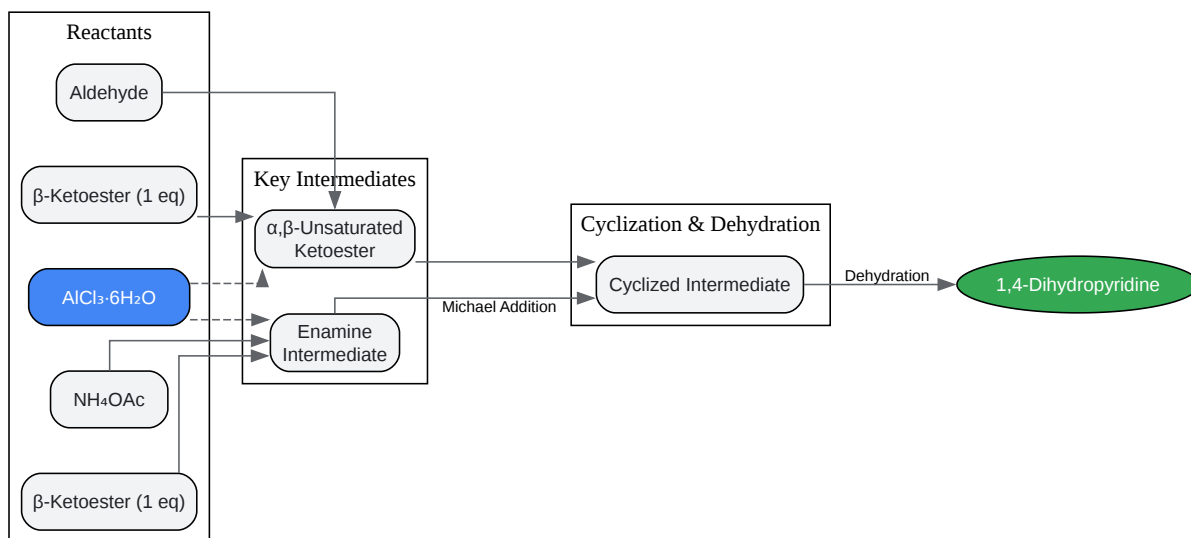 Reactants
Aldehyde
β-Ketoester (1 eq)
AlCl₃·6H₂O
NH₄OAc
β-Ketoester (1 eq)
Key Intermediates
α,β-Unsaturated
Ketoester
Enamine
Intermediate
Michael Addition
Cyclization & Dehydration
Cyclized Intermediate
Dehydration
1,4-Dihydropyridine